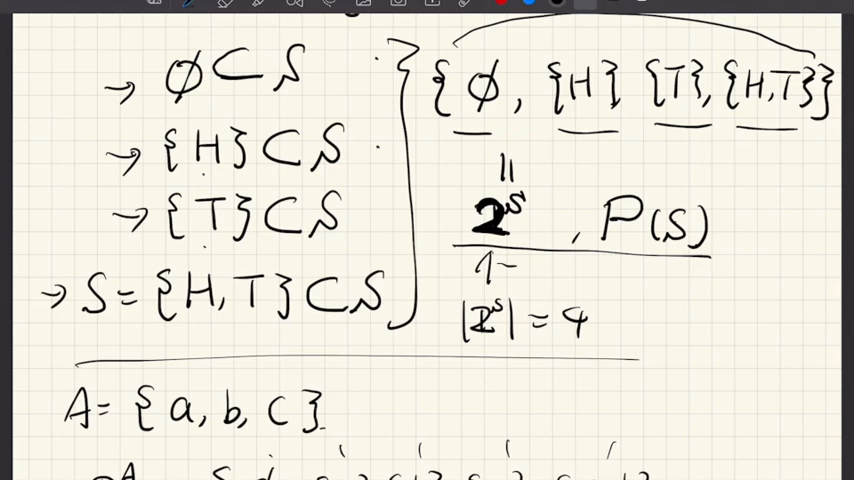 → ∅ ⊂ S
→ {H} ⊂ S
→ {T} ⊂ S
→ S = {H, T} ⊂ S
{∅, {H} {T}, {H,T}}
||
2^S , P(S)
|2^S| = 4
A = {a, b, c}